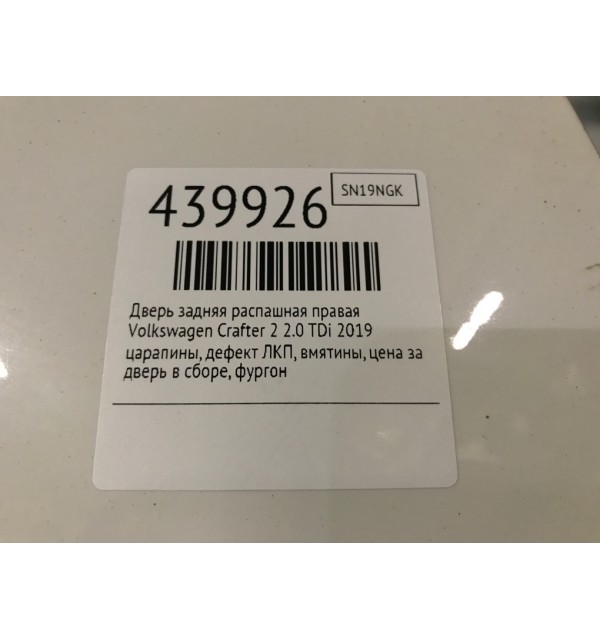 439926
SN19NGK
Дверь задняя распашная правая
Volkswagen Crafter 2 2.0 TDi 2019
царапины, дефект ЛКП, вмятины, цена за
дверь в сборе, фургон